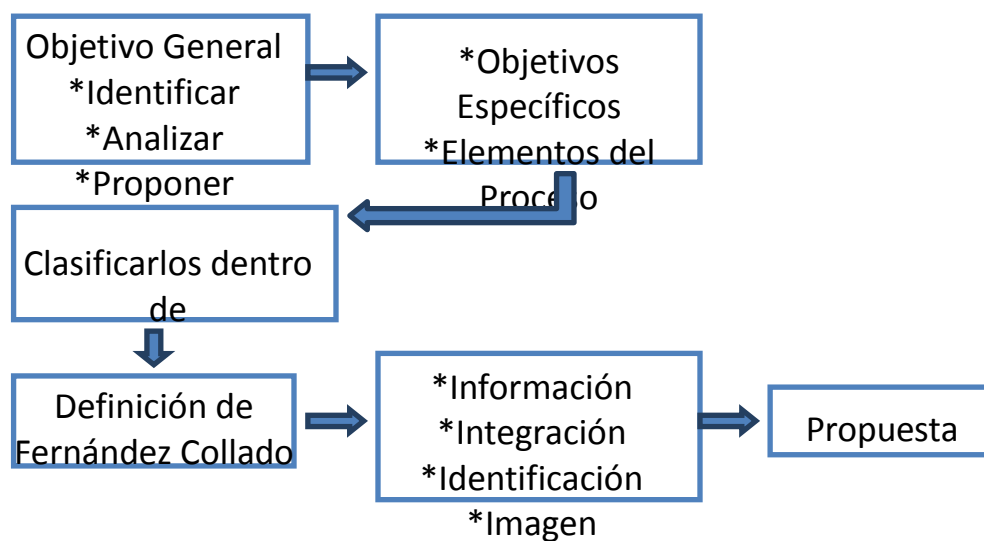 Objetivo General
*Identificar
*Analizar
*Proponer
*Objetivos
Específicos
*Elementos del
Proceso
Clasificarlos dentro
de
Definición de
Fernández Collado
*Información
*Integración
*Identificación
*Imagen
Propuesta